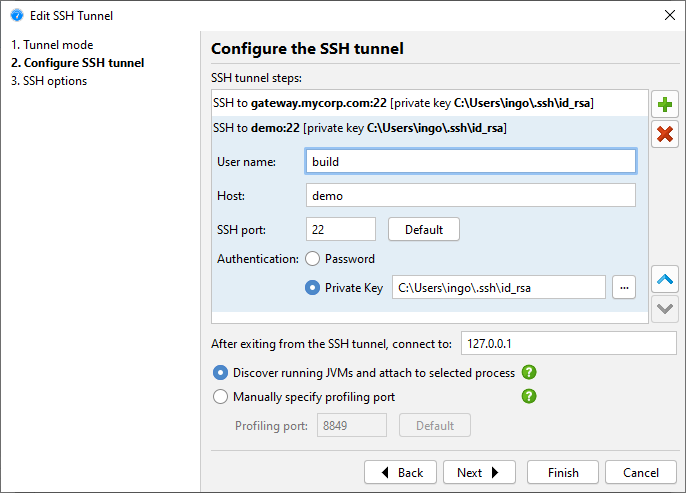 Edit SSH Tunnel
1. Tunnel mode
2. Configure SSH tunnel
3. SSH options
Configure the SSH tunnel
SSH tunnel steps:
SSH to gateway.mycorp.com:22 [private key C:\Users\ingo\.ssh\id_rsa]
SSH to demo:22 [private key C:\Users\ingo\.ssh\id_rsa]
User name: build
Host: demo
SSH port: 22 Default
Authentication: Password
Private Key C:\Users\ingo\.ssh\id_rsa ...
After exiting from the SSH tunnel, connect to: 127.0.0.1
Discover running JVMs and attach to selected process ?
Manually specify profiling port ?
Profiling port: 8849 Default
Back Next Finish Cancel